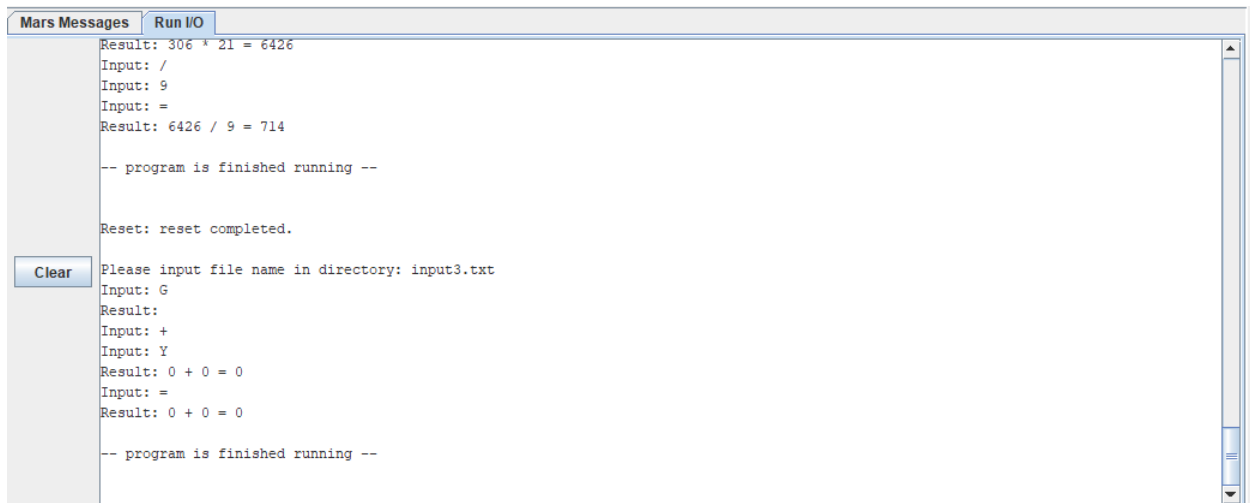 Mars Messages Run I/O
Result: 306 * 21 = 6426
Input: /
Input: 9
Input: =
Result: 6426 / 9 = 714
-- program is finished running --
Reset: reset completed.
Clear
Please input file name in directory: input3.txt
Input: G
Result:
Input: +
Input: Y
Result: 0 + 0 = 0
Input: =
Result: 0 + 0 = 0
-- program is finished running --